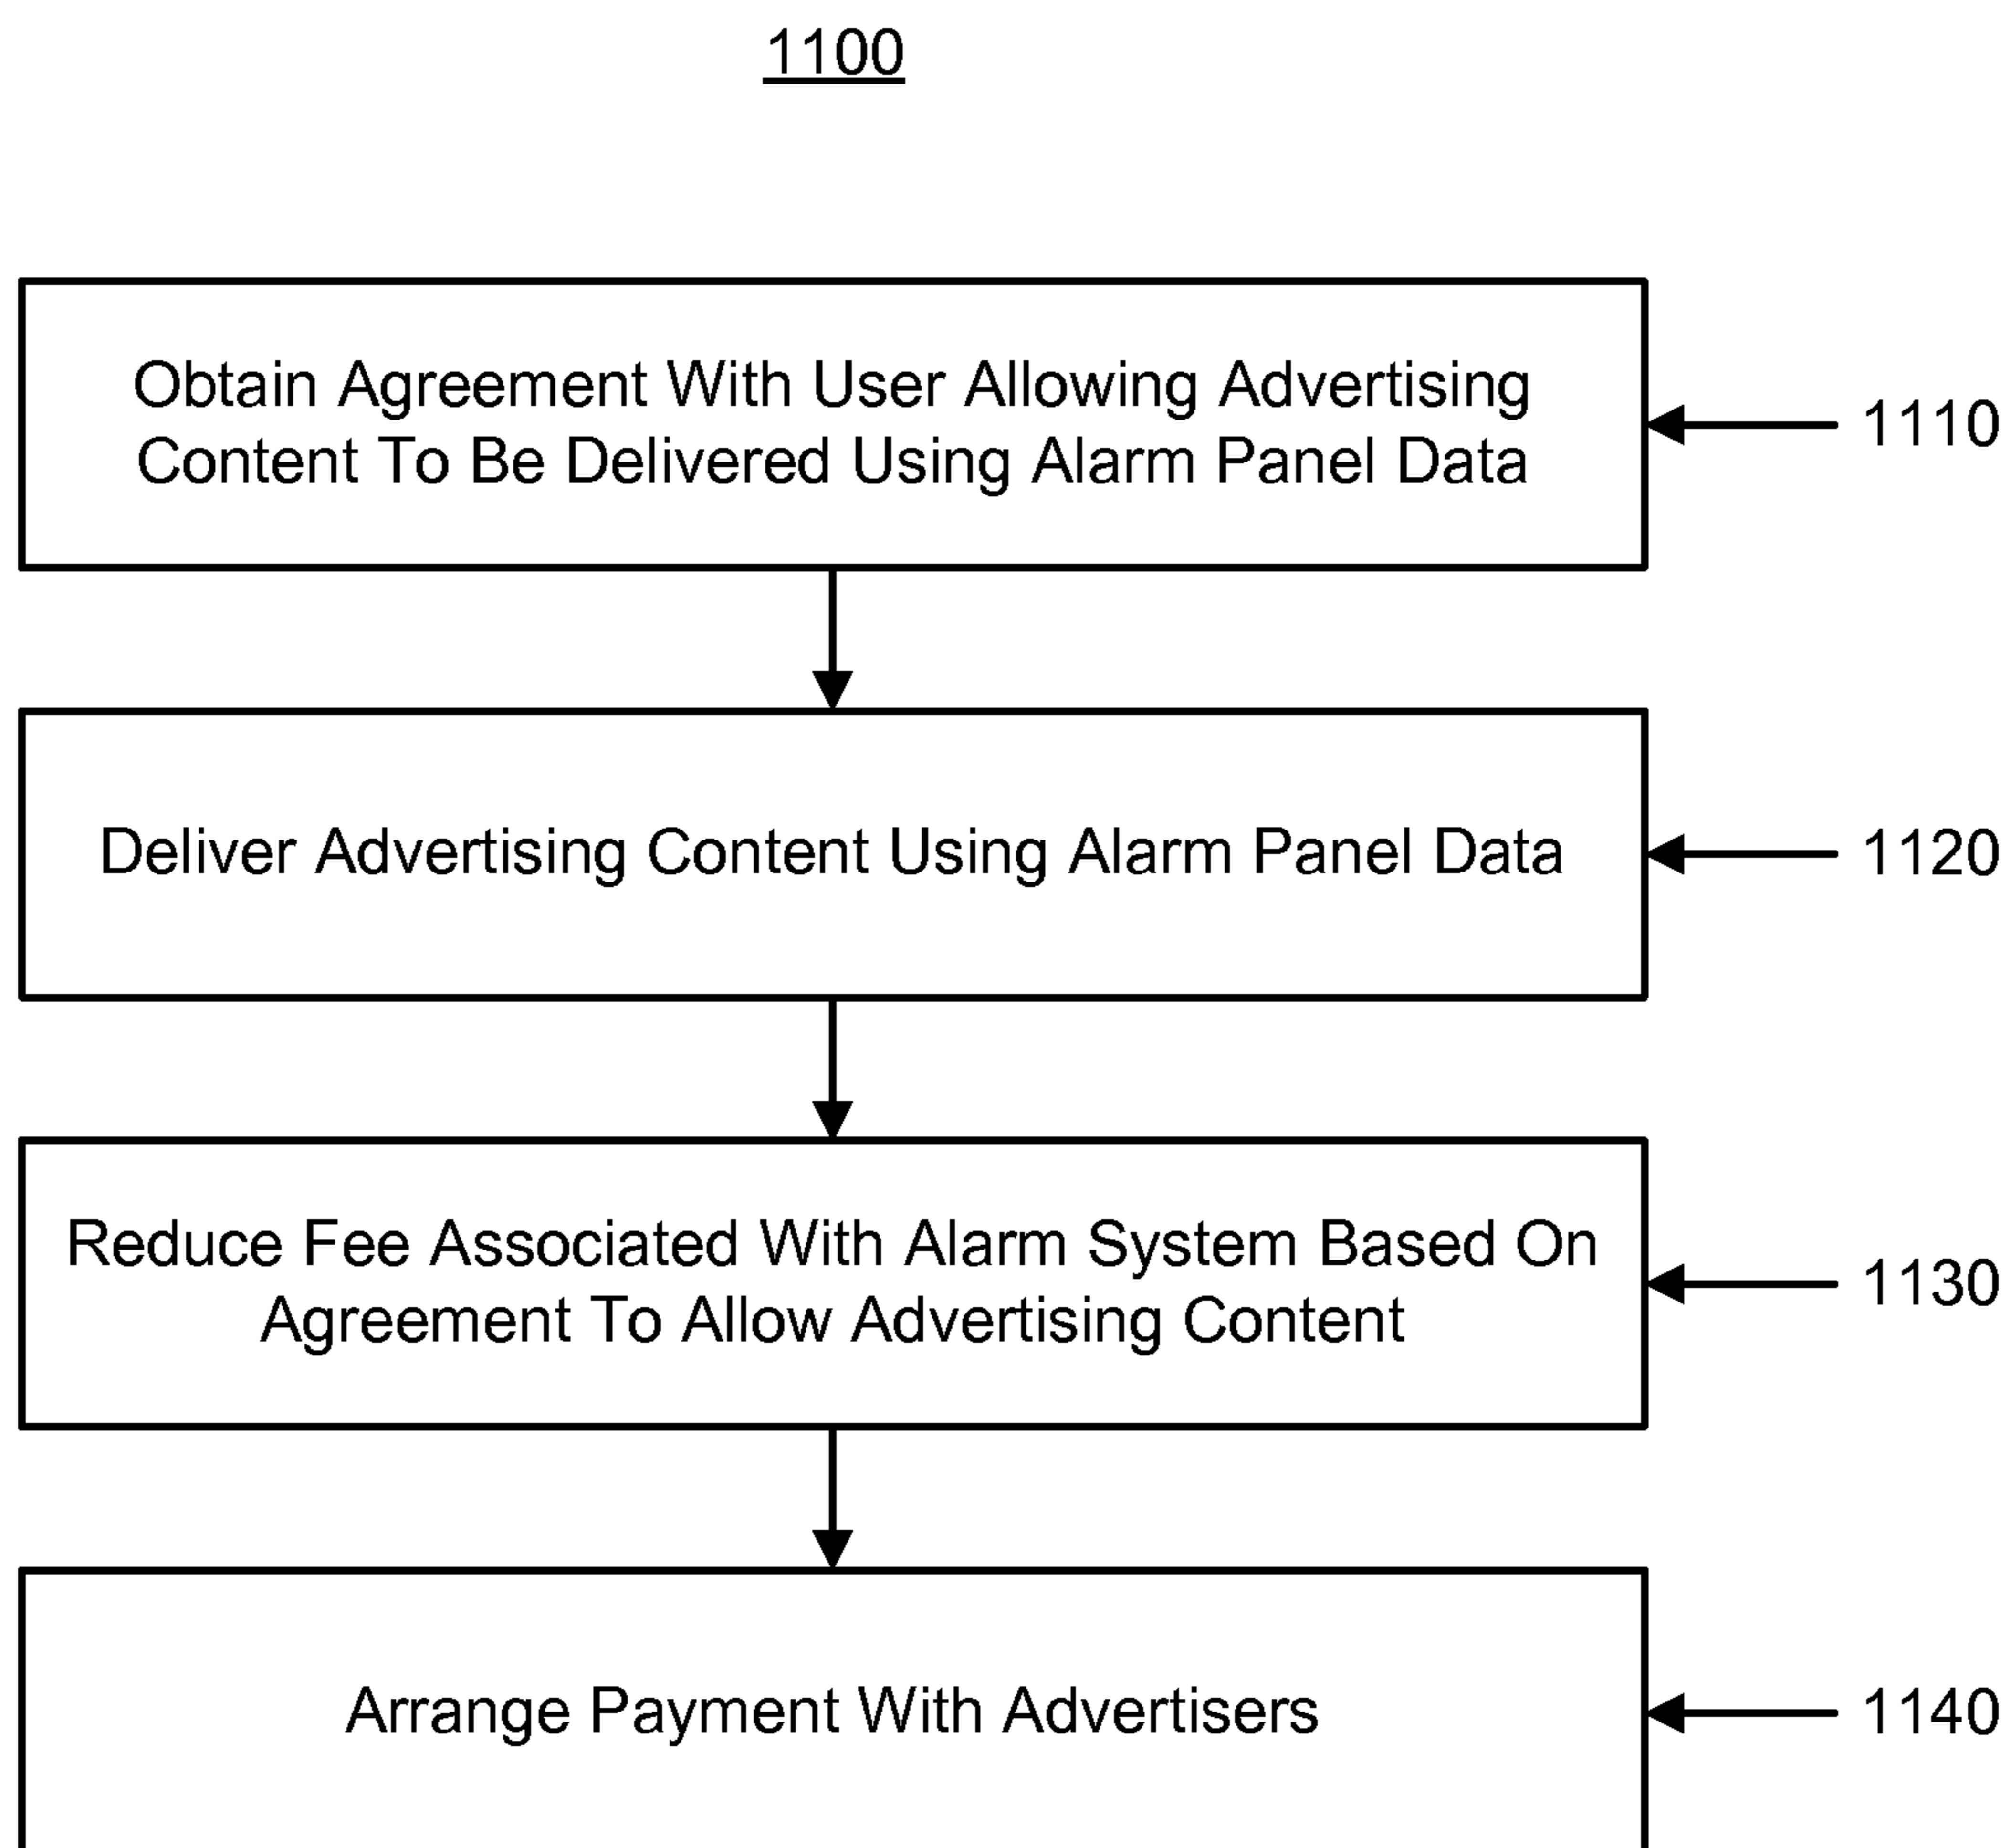 1100
Obtain Agreement With User Allowing Advertising
Content To Be Delivered Using Alarm Panel Data
1110
Deliver Advertising Content Using Alarm Panel Data
1120
Reduce Fee Associated With Alarm System Based On
Agreement To Allow Advertising Content
1130
Arrange Payment With Advertisers
1140